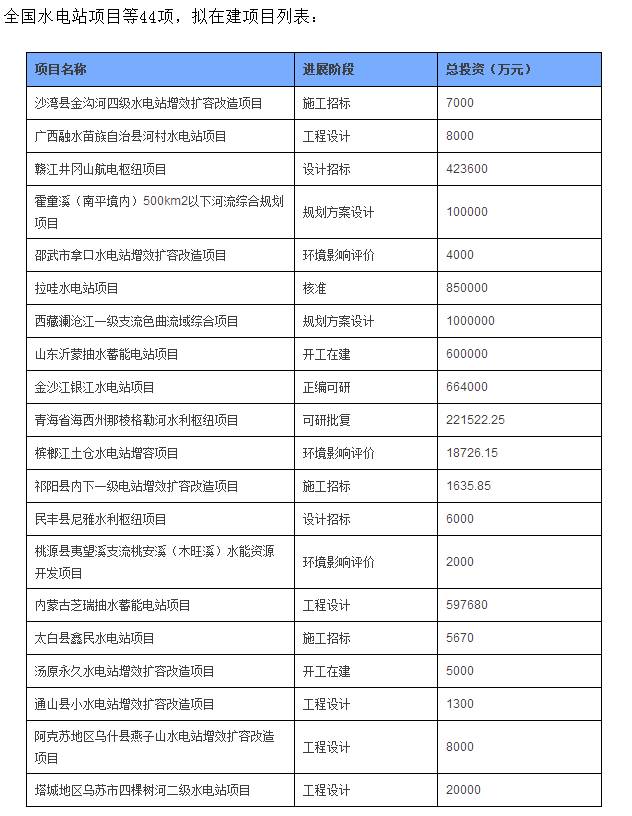 全国水电站项目等44项，拟在建项目列表：
项目名称 进展阶段 总投资（万元）
沙湾县金沟河四级水电站增效扩容改造项目 施工招标 7000
广西融水苗族自治县河村水电站项目 工程设计 8000
赣江井冈山航电枢纽项目 设计招标 423600
霍童溪（南平境内）500km2以下河流综合规划
项目 规划方案设计 100000
邵武市拿口水电站增效扩容改造项目 环境影响评价 4000
拉哇水电站项目 核准 850000
西藏澜沧江一级支流色曲流域综合项目 规划方案设计 1000000
山东沂蒙抽水蓄能电站项目 开工在建 600000
金沙江银江水电站项目 正编可研 664000
青海省海西州那棱格勒河水利枢纽项目 可研批复 221522.25
槟榔江土仓水电站增容项目 环境影响评价 18726.15
祁阳县内下一级电站增效扩容改造项目 施工招标 1635.85
民丰县尼雅水利枢纽项目 设计招标 6000
桃源县夷望溪支流桃安溪（木旺溪）水能资源
开发项目 环境影响评价 2000
内蒙古芝瑞抽水蓄能电站项目 工程设计 597680
太白县鑫民水电站项目 施工招标 5670
汤原永久水电站增效扩容改造项目 开工在建 5000
通山县小水电站增效扩容改造项目 工程设计 1300
阿克苏地区乌什县燕子山水电站增效扩容改造
项目 工程设计 8000
塔城地区乌苏市四棵树河二级水电站项目 工程设计 20000